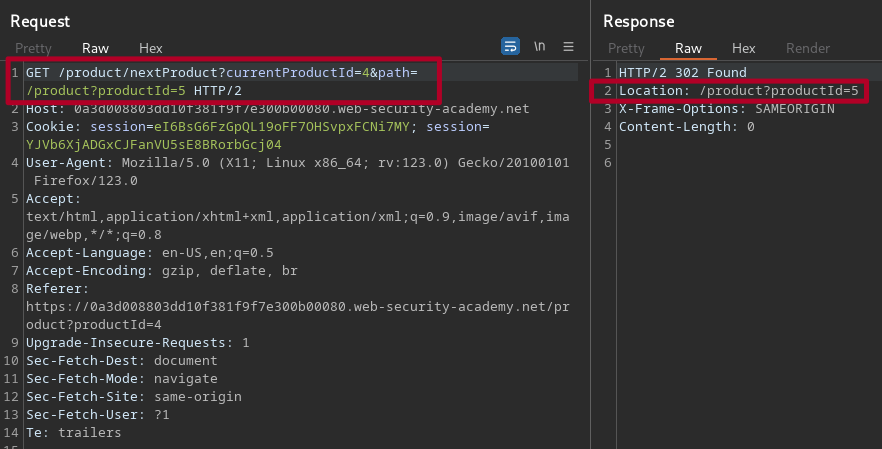 Request
Pretty Raw Hex
\n
1 GET /product/nextProduct?currentProductId=4&path=
/product?productId=5 HTTP/2
2 Host: 0a3d008803dd10f381f9f7e300b00080.web-security-academy.net
3 Cookie: session=eI6BsG6FzGpQL19oFF7OHSvpxFCNi7MY; session=
YJVb6XjADGxCJFanVU5sE8BRorbGcj04
4 User-Agent: Mozilla/5.0 (X11; Linux x86_64; rv:123.0) Gecko/20100101
Firefox/123.0
5 Accept:
text/html,application/xhtml+xml,application/xml;q=0.9,image/avif,ima
ge/webp,*/*;q=0.8
6 Accept-Language: en-US,en;q=0.5
7 Accept-Encoding: gzip, deflate, br
8 Referer:
https://0a3d008803dd10f381f9f7e300b00080.web-security-academy.net/pr
oduct?productId=4
9 Upgrade-Insecure-Requests: 1
10 Sec-Fetch-Dest: document
11 Sec-Fetch-Mode: navigate
12 Sec-Fetch-Site: same-origin
13 Sec-Fetch-User: ?1
14 Te: trailers
Response
Pretty Raw Hex Render
1 HTTP/2 302 Found
2 Location: /product?productId=5
3 X-Frame-Options: SAMEORIGIN
4 Content-Length: 0
5
6